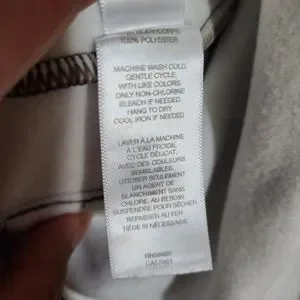 BODY/CORPS
100% POLYESTER
MACHINE WASH COLD
GENTLE CYCLE,
WITH LIKE COLORS.
ONLY NON-CHLORINE
BLEACH IF NEEDED.
HANG TO DRY
COOL IRON IF NEEDED.
LAVER À LA MACHINE
À L'EAU FROIDE,
CYCLE DÉLICAT,
AVEC DES COULEURS
SEMBLABLES.
UTILISER SEULEMENT
UN AGENT DE
BLANCHIMENT SANS
CHLORE, AU BESOIN
SUSPENDRE POUR SÉCHER
REPASSER AU FER
TIÈDE SI NÉCESSAIRE